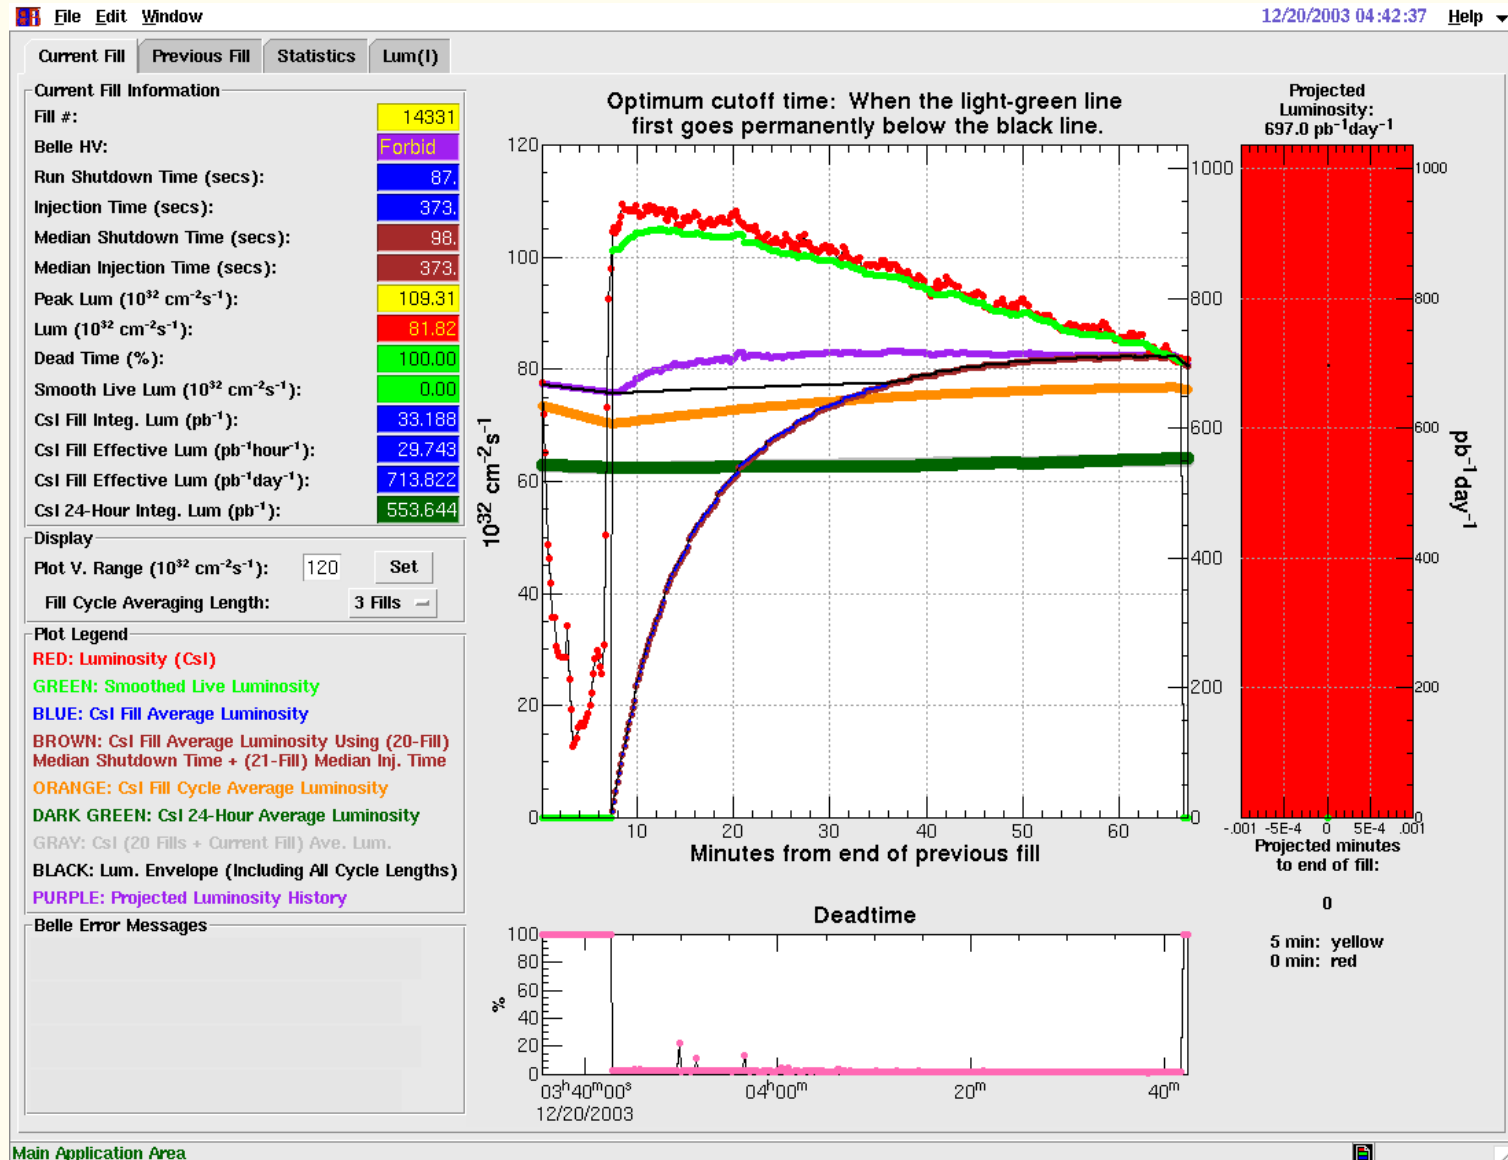 File Edit Window 12/20/2003 04:42:37 Help
Current Fill Previous Fill Statistics Lum(I)
Current Fill Information
Fill #: 14331
Belle HV: Forbid
Run Shutdown Time (secs): 87.
Injection Time (secs): 373.
Median Shutdown Time (secs): 98.
Median Injection Time (secs): 373.
Peak Lum (10³² cm⁻²s⁻¹): 109.31
Lum (10³² cm⁻²s⁻¹): 81.82
Dead Time (%): 100.00
Smooth Live Lum (10³² cm⁻²s⁻¹): 0.00
CsI Fill Integ. Lum (pb⁻¹): 33.188
CsI Fill Effective Lum (pb⁻¹hour⁻¹): 29.743
CsI Fill Effective Lum (pb⁻¹day⁻¹): 713.822
CsI 24-Hour Integ. Lum (pb⁻¹): 553.644
Display
Plot V. Range (10³² cm⁻²s⁻¹): 120 Set
Fill Cycle Averaging Length: 3 Fills
Plot Legend
RED: Luminosity (CsI)
GREEN: Smoothed Live Luminosity
BLUE: CsI Fill Average Luminosity
BROWN: CsI Fill Average Luminosity Using (20-Fill)
Median Shutdown Time + (21-Fill) Median Inj. Time
ORANGE: CsI Fill Cycle Average Luminosity
DARK GREEN: CsI 24-Hour Average Luminosity
GRAY: CsI (20 Fills + Current Fill) Ave. Lum.
BLACK: Lum. Envelope (Including All Cycle Lengths)
PURPLE: Projected Luminosity History
Belle Error Messages
Optimum cutoff time: When the light-green line
first goes permanently below the black line.
120
100
80
60
40
20
0
10³² cm⁻²s⁻¹
1000
800
600
400
200
0
10 20 30 40 50 60
Minutes from end of previous fill
Projected
Luminosity:
697.0 pb⁻¹day⁻¹
1000
800
600
400
200
0
pb⁻¹day⁻¹
-.001 -5E-4 0 5E-4 .001
Projected minutes
to end of fill:
0
5 min: yellow
0 min: red
Deadtime
100
80
60
40
20
0
%
03ʰ40ᵐ00ˢ 04ʰ00ᵐ 20ᵐ 40ᵐ
12/20/2003
Main Application Area